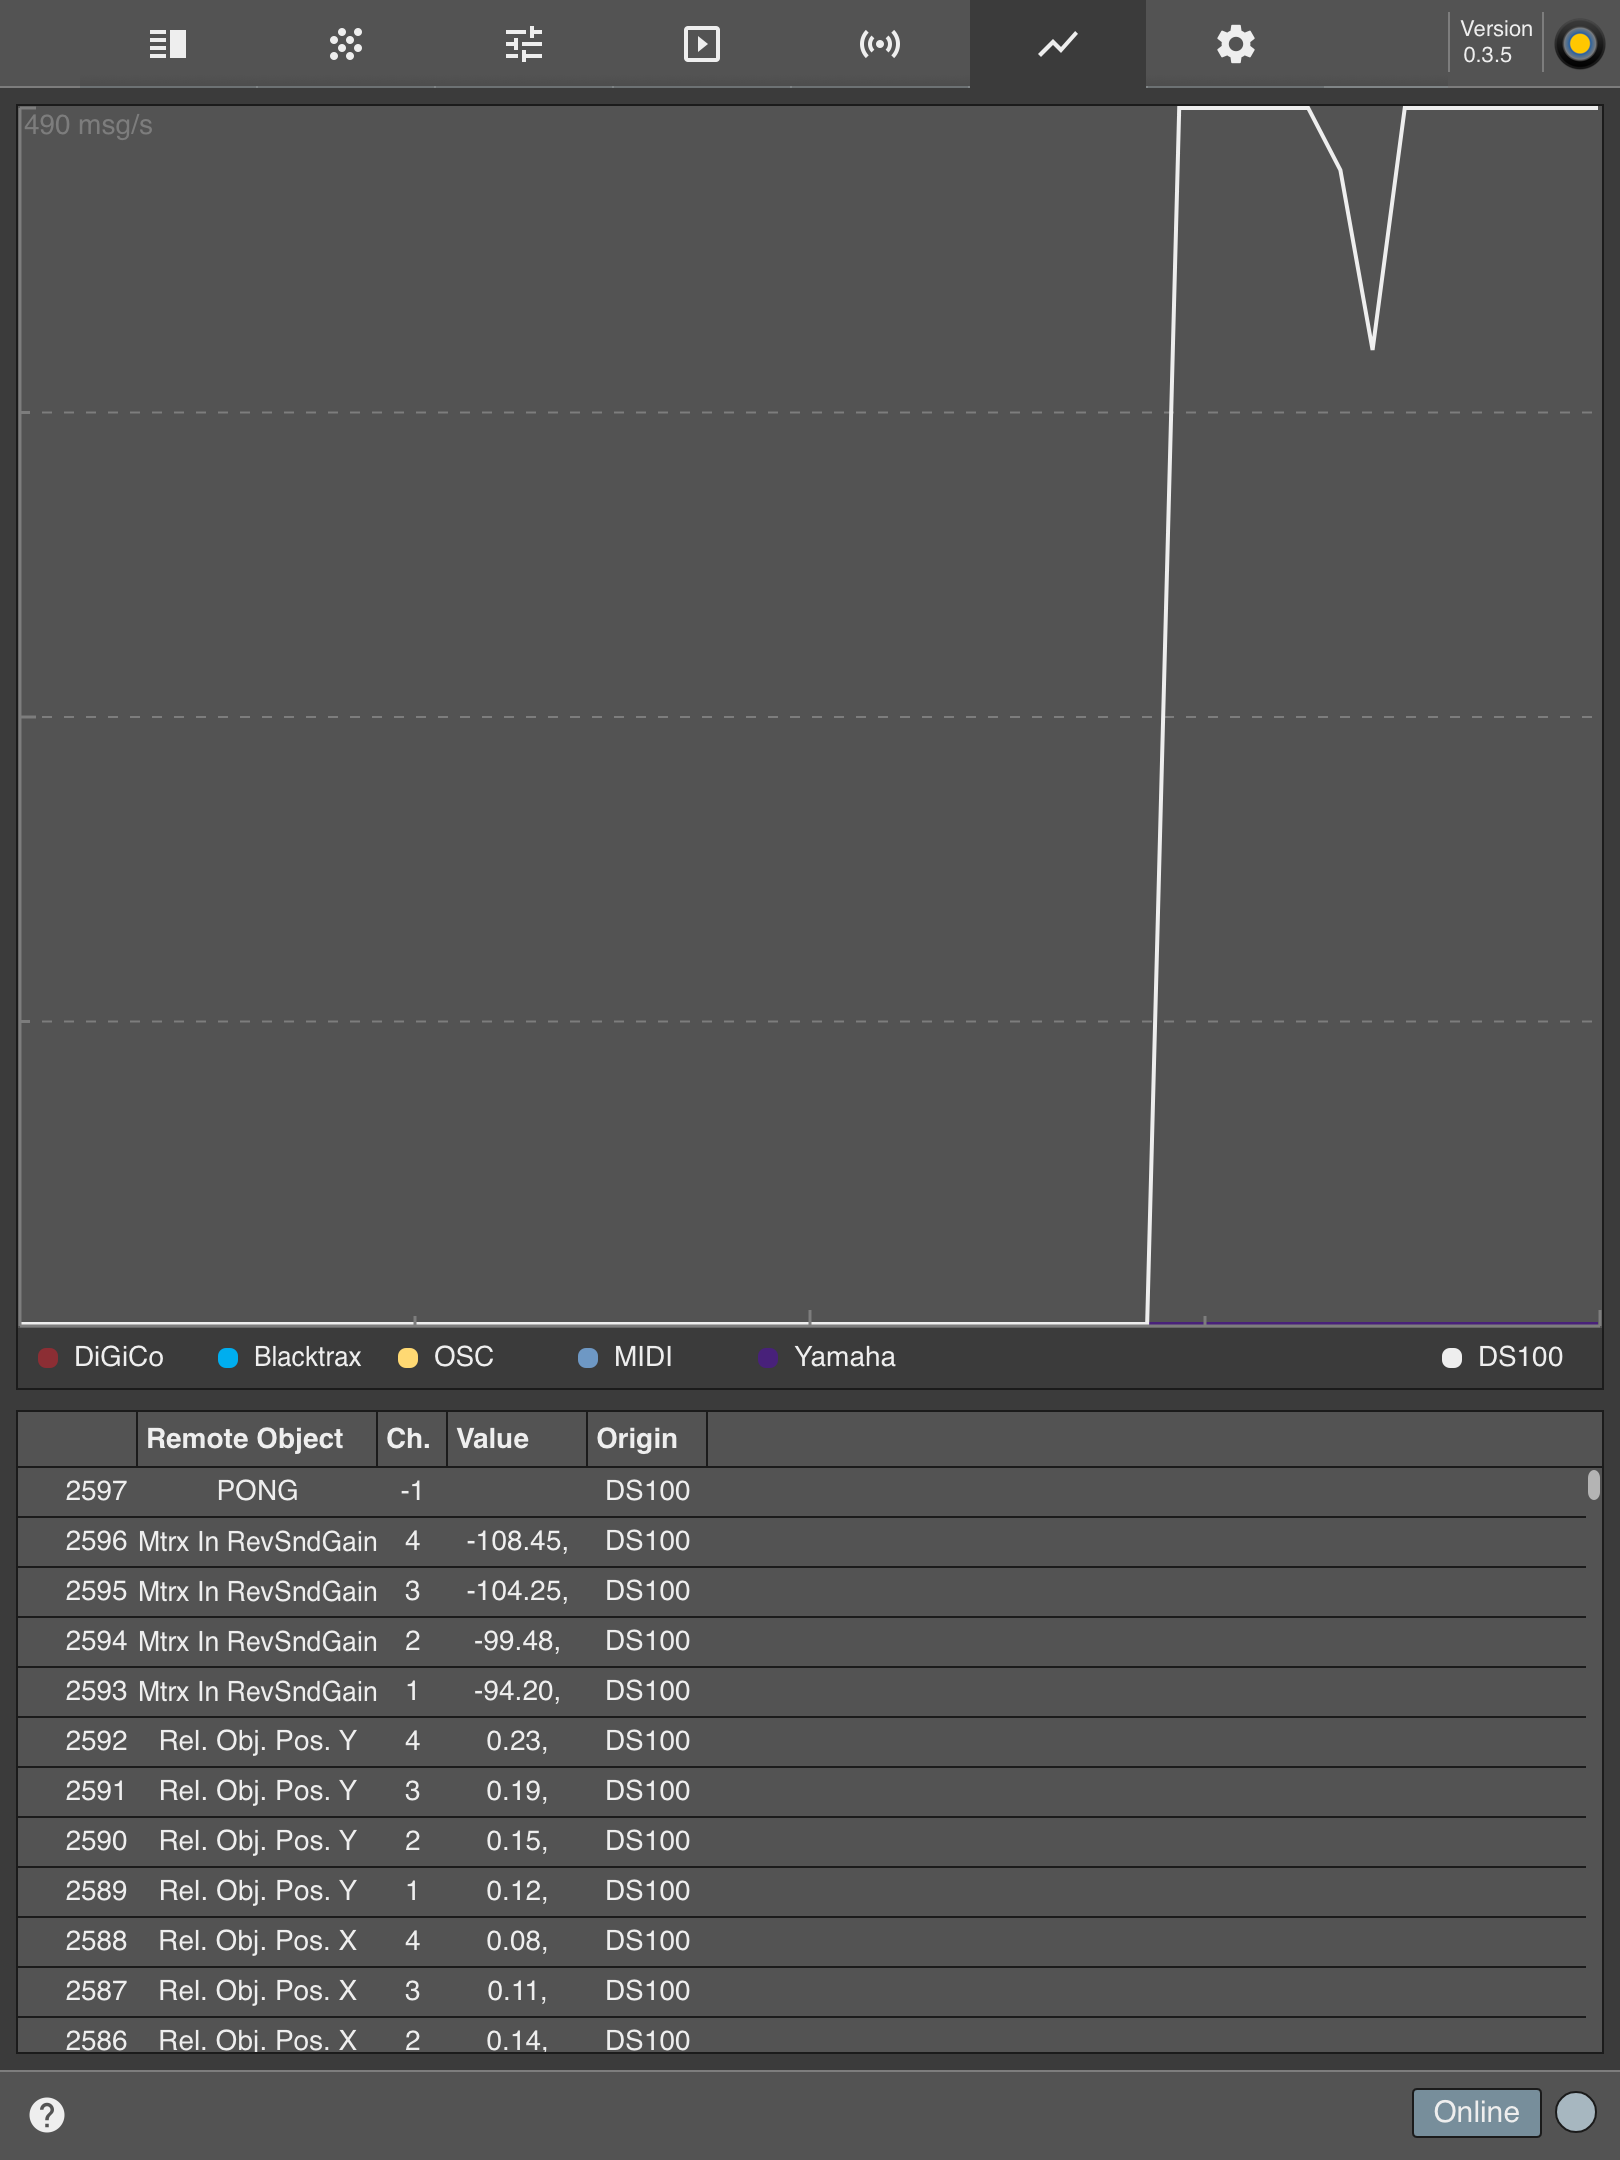 Version
0.3.5
490 msg/s
DiGiCo Blacktrax OSC MIDI Yamaha DS100
Remote Object Ch. Value Origin
2597 PONG -1 DS100
2596 Mtrx In RevSndGain 4 -108.45, DS100
2595 Mtrx In RevSndGain 3 -104.25, DS100
2594 Mtrx In RevSndGain 2 -99.48, DS100
2593 Mtrx In RevSndGain 1 -94.20, DS100
2592 Rel. Obj. Pos. Y 4 0.23, DS100
2591 Rel. Obj. Pos. Y 3 0.19, DS100
2590 Rel. Obj. Pos. Y 2 0.15, DS100
2589 Rel. Obj. Pos. Y 1 0.12, DS100
2588 Rel. Obj. Pos. X 4 0.08, DS100
2587 Rel. Obj. Pos. X 3 0.11, DS100
2586 Rel. Obj. Pos. X 2 0.14, DS100
? Online